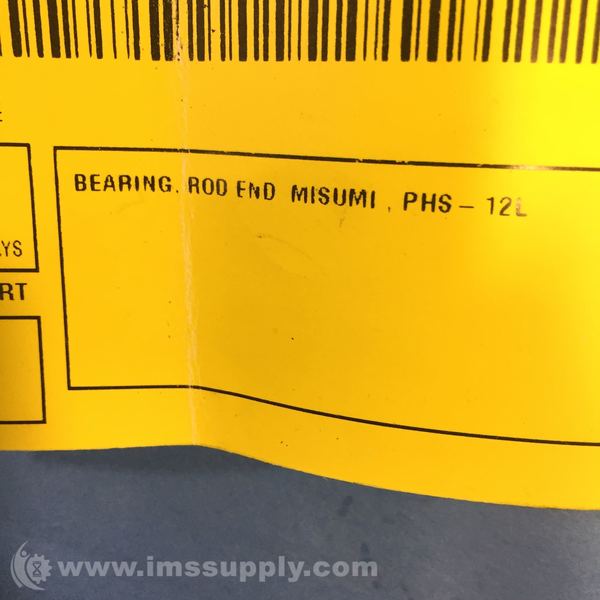 BEARING, ROD END MISUMI, PHS-12L
YS
RT
www.imssupply.com